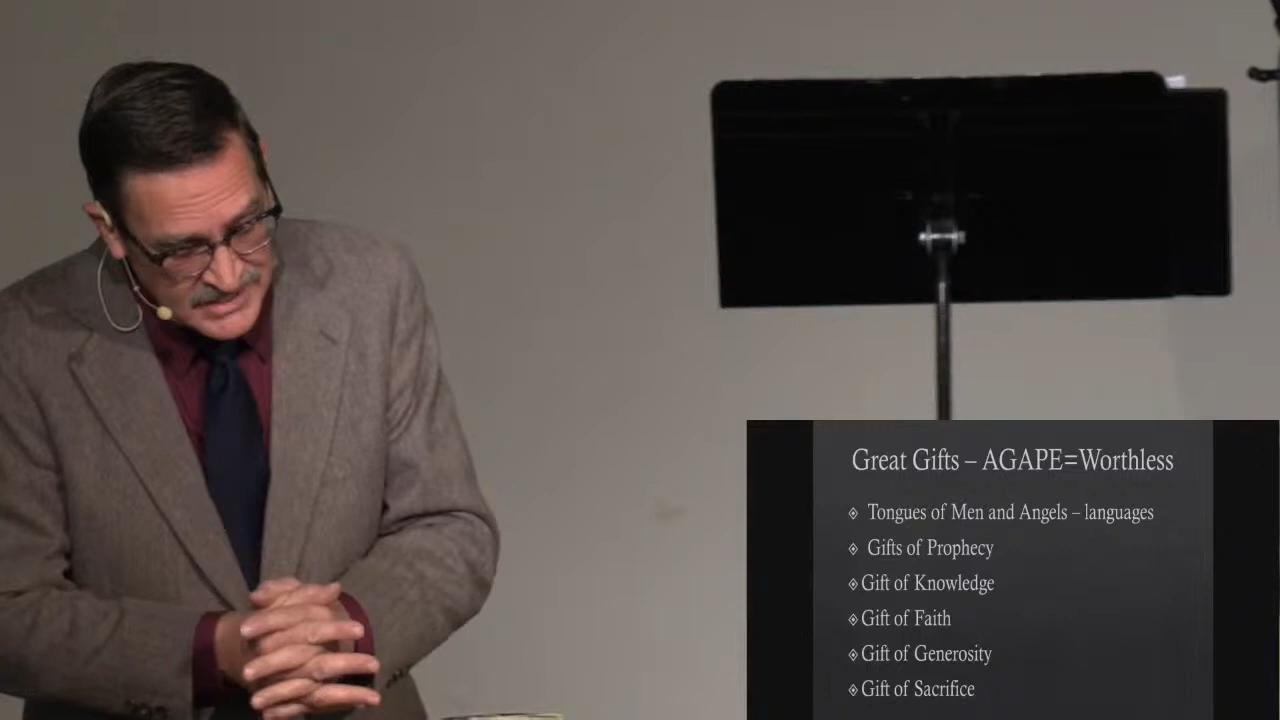 Great Gifts – AGAPE=Worthless
Tongues of Men and Angels – languages
Gifts of Prophecy
Gift of Knowledge
Gift of Faith
Gift of Generosity
Gift of Sacrifice